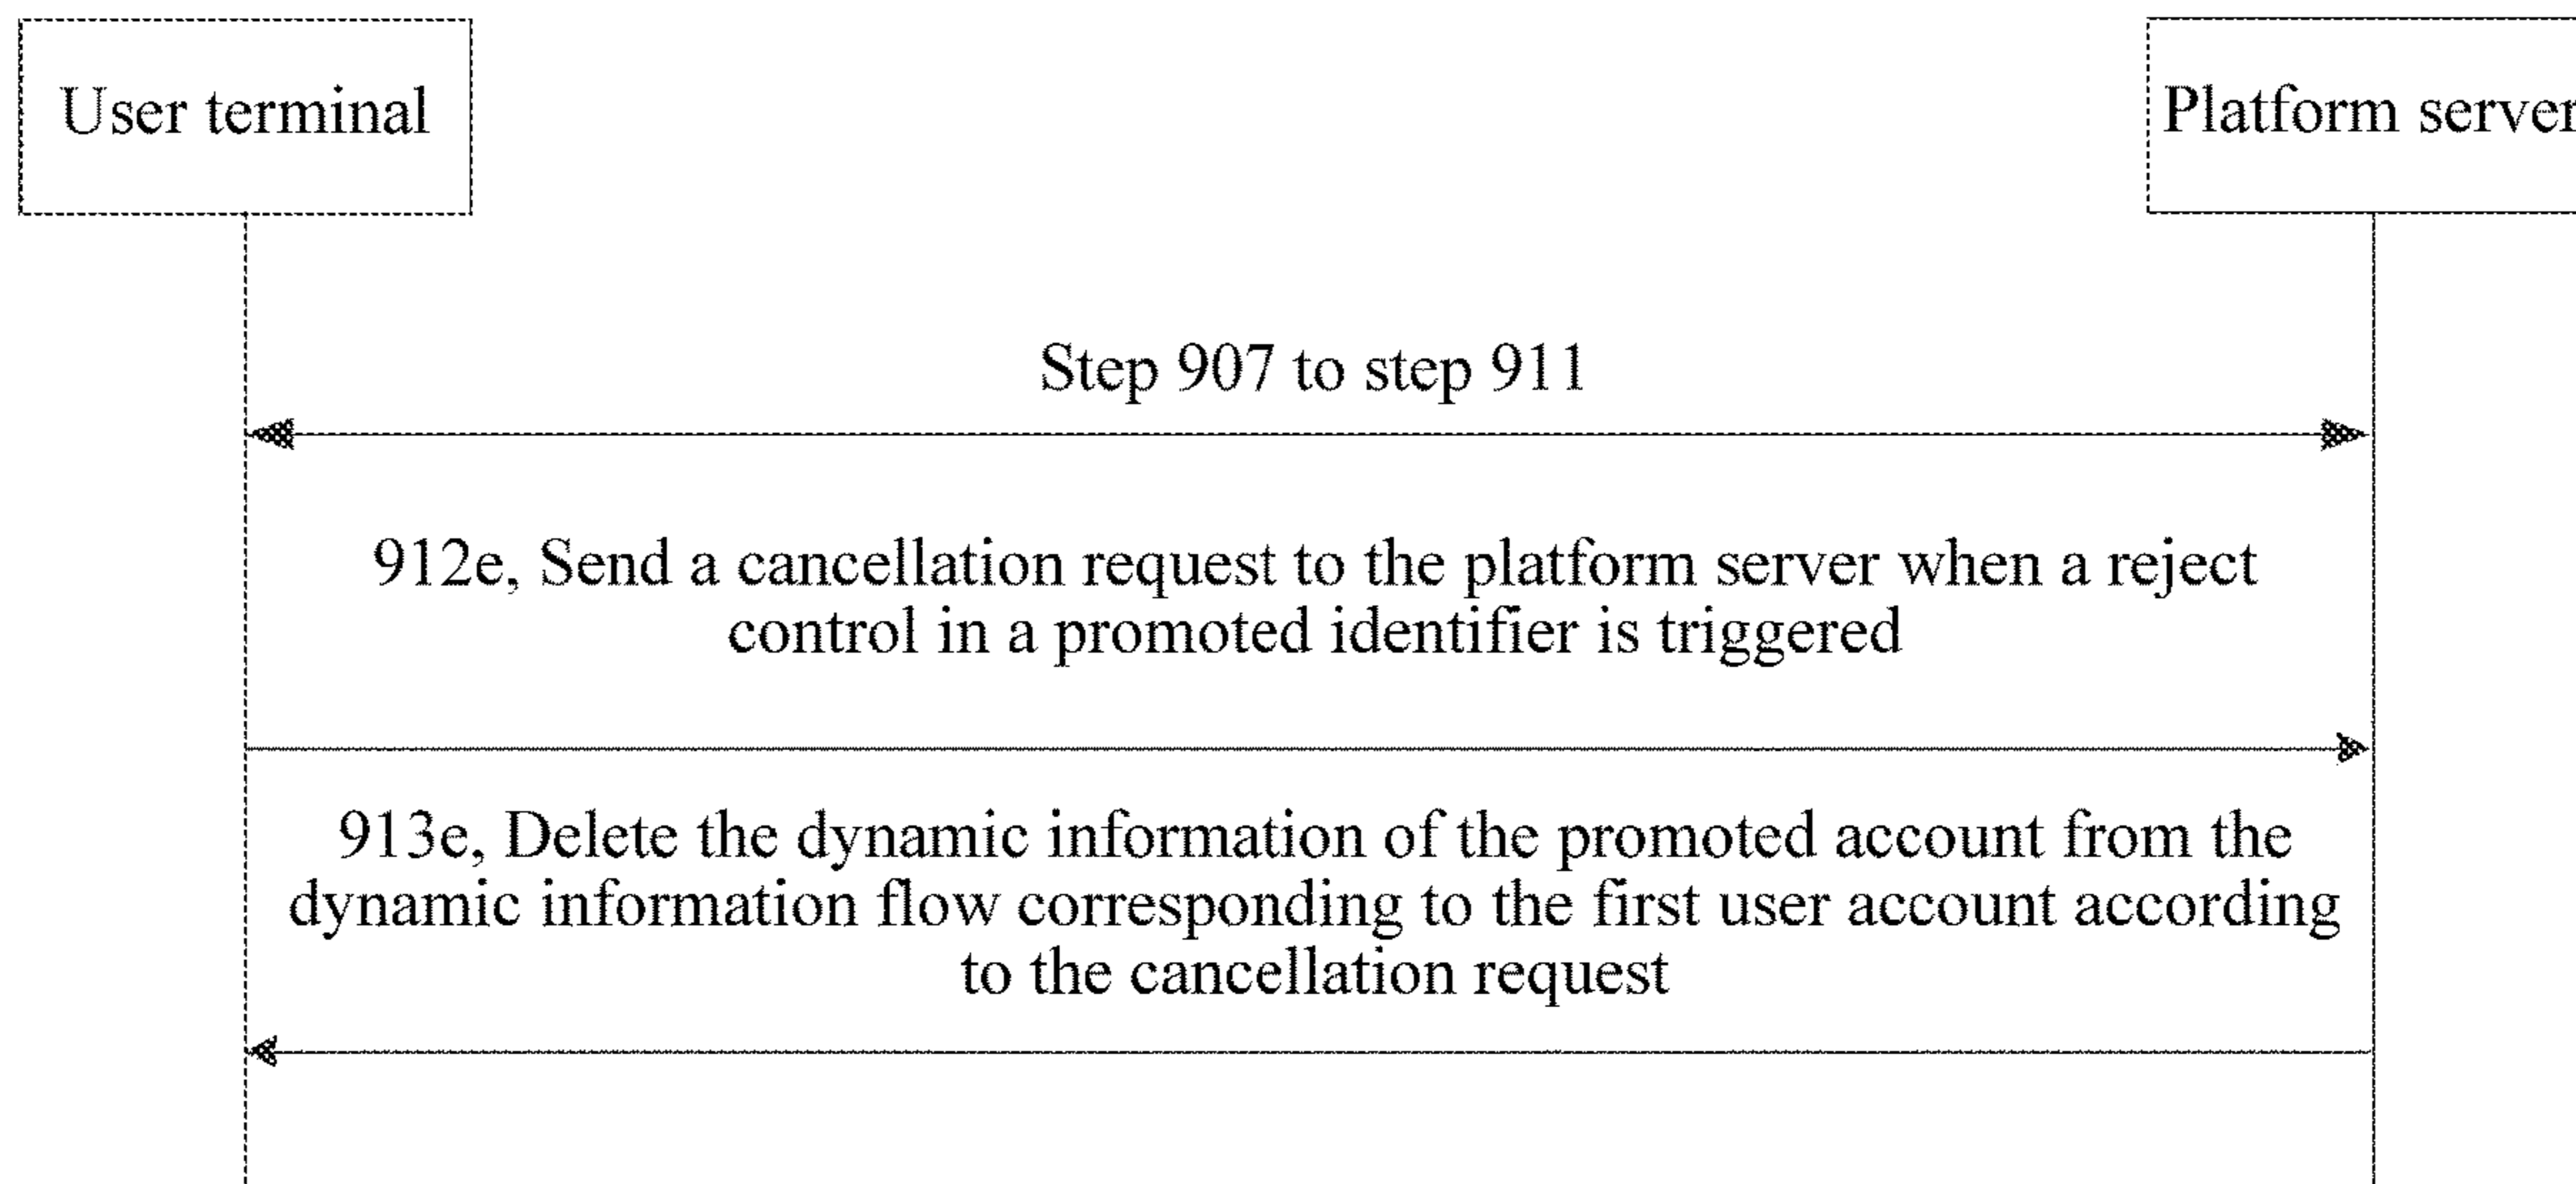 User terminal
Platform server
Step 907 to step 911
912e, Send a cancellation request to the platform server when a reject
control in a promoted identifier is triggered
913e, Delete the dynamic information of the promoted account from the
dynamic information flow corresponding to the first user account according
to the cancellation request